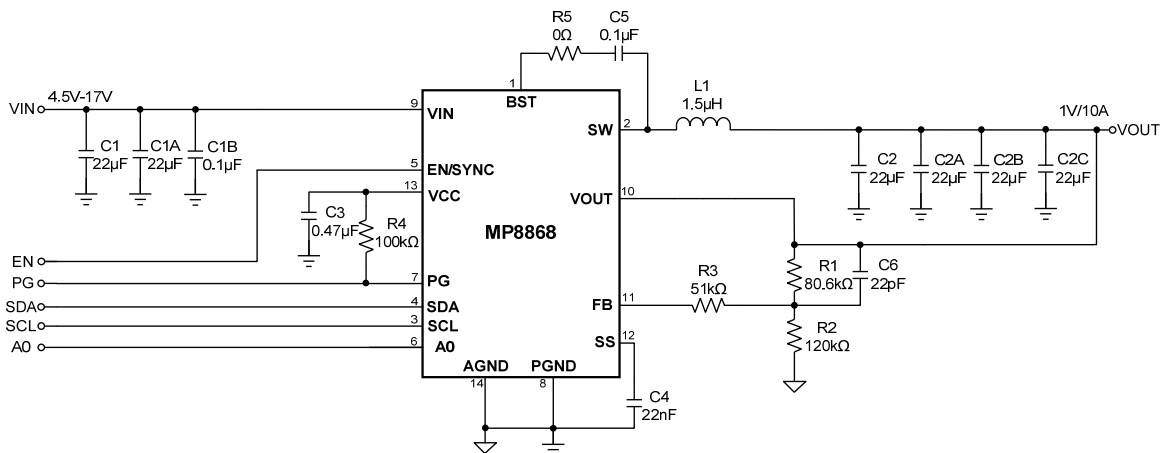 R5
0Ω
C5
0.1µF
1
BST
L1
1.5µH
4.5V-17V
VIN
9
VIN
SW
2
1V/10A
VOUT
C1
22µF
C1A
22µF
C1B
0.1µF
C2
22µF
C2A
22µF
C2B
22µF
C2C
22µF
5
EN/SYNC
13
VCC
VOUT
10
C3
0.47µF
R4
100kΩ
MP8868
EN
PG
7
PG
R3
51kΩ
R1
80.6kΩ
C6
22pF
SDA
4
SDA
FB
11
SCL
3
SCL
R2
120kΩ
A0
6
A0
SS
12
AGND
PGND
14
8
C4
22nF